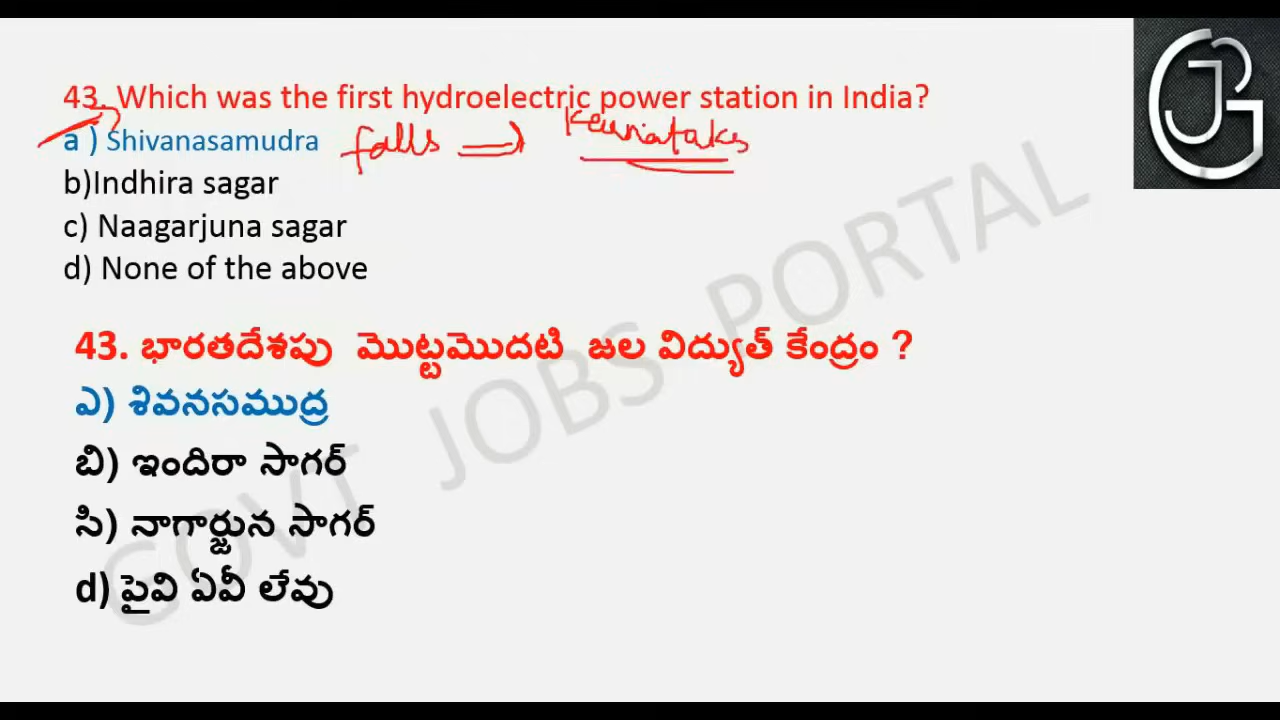 43. Which was the first hydroelectric power station in India?
a ) Shivanasamudra falls → Karnataka
b)Indhira sagar
c) Naagarjuna sagar
d) None of the above
43. భారతదేశపు మొట్టమొదటి జల విద్యుత్ కేంద్రం ?
ఎ) శివనసముద్ర
బి) ఇందిరా సాగర్
సి) నాగార్జున సాగర్
d) పైవి ఏవీ లేవు
GOVT JOBS PORTAL
GJ